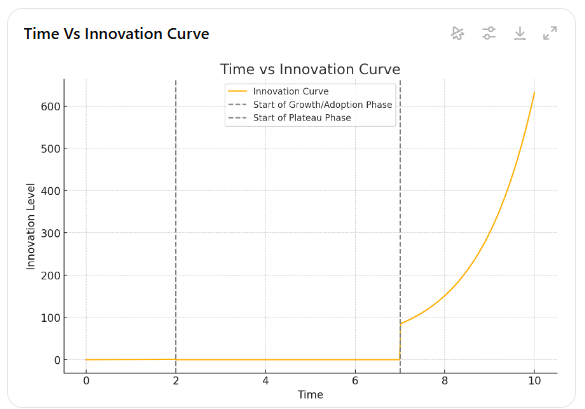 Time Vs Innovation Curve
Time vs Innovation Curve
Innovation Curve
Start of Growth/Adoption Phase
Start of Plateau Phase
Innovation Level
600
500
400
300
200
100
0
0 2 4 6 8 10
Time